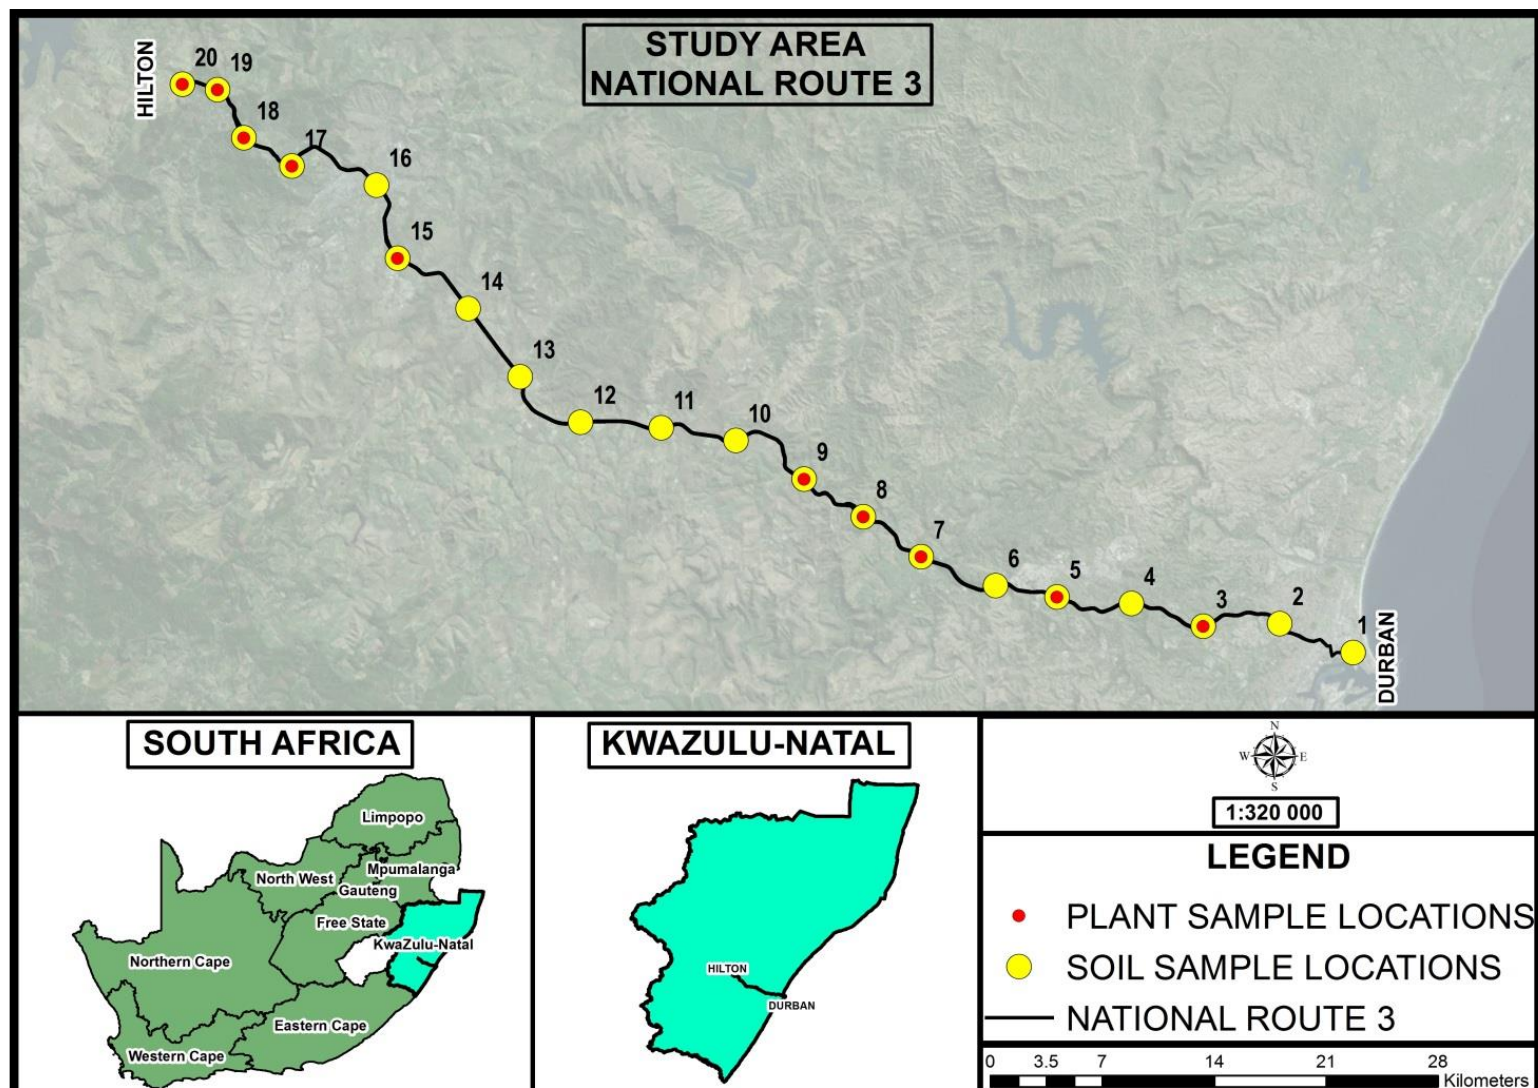 STUDY AREA
NATIONAL ROUTE 3
HILTON
20
19
18
17
16
15
14
13
12
11
10
9
8
7
6
5
4
3
2
1
DURBAN
SOUTH AFRICA
Limpopo
Mpumalanga
North West
Gauteng
Free State
KwaZulu-Natal
Northern Cape
Eastern Cape
Western Cape
KWAZULU-NATAL
HILTON
DURBAN
N
W E
S
1:320 000
LEGEND
PLANT SAMPLE LOCATIONS
SOIL SAMPLE LOCATIONS
NATIONAL ROUTE 3
0 3.5 7 14 21 28
Kilometers